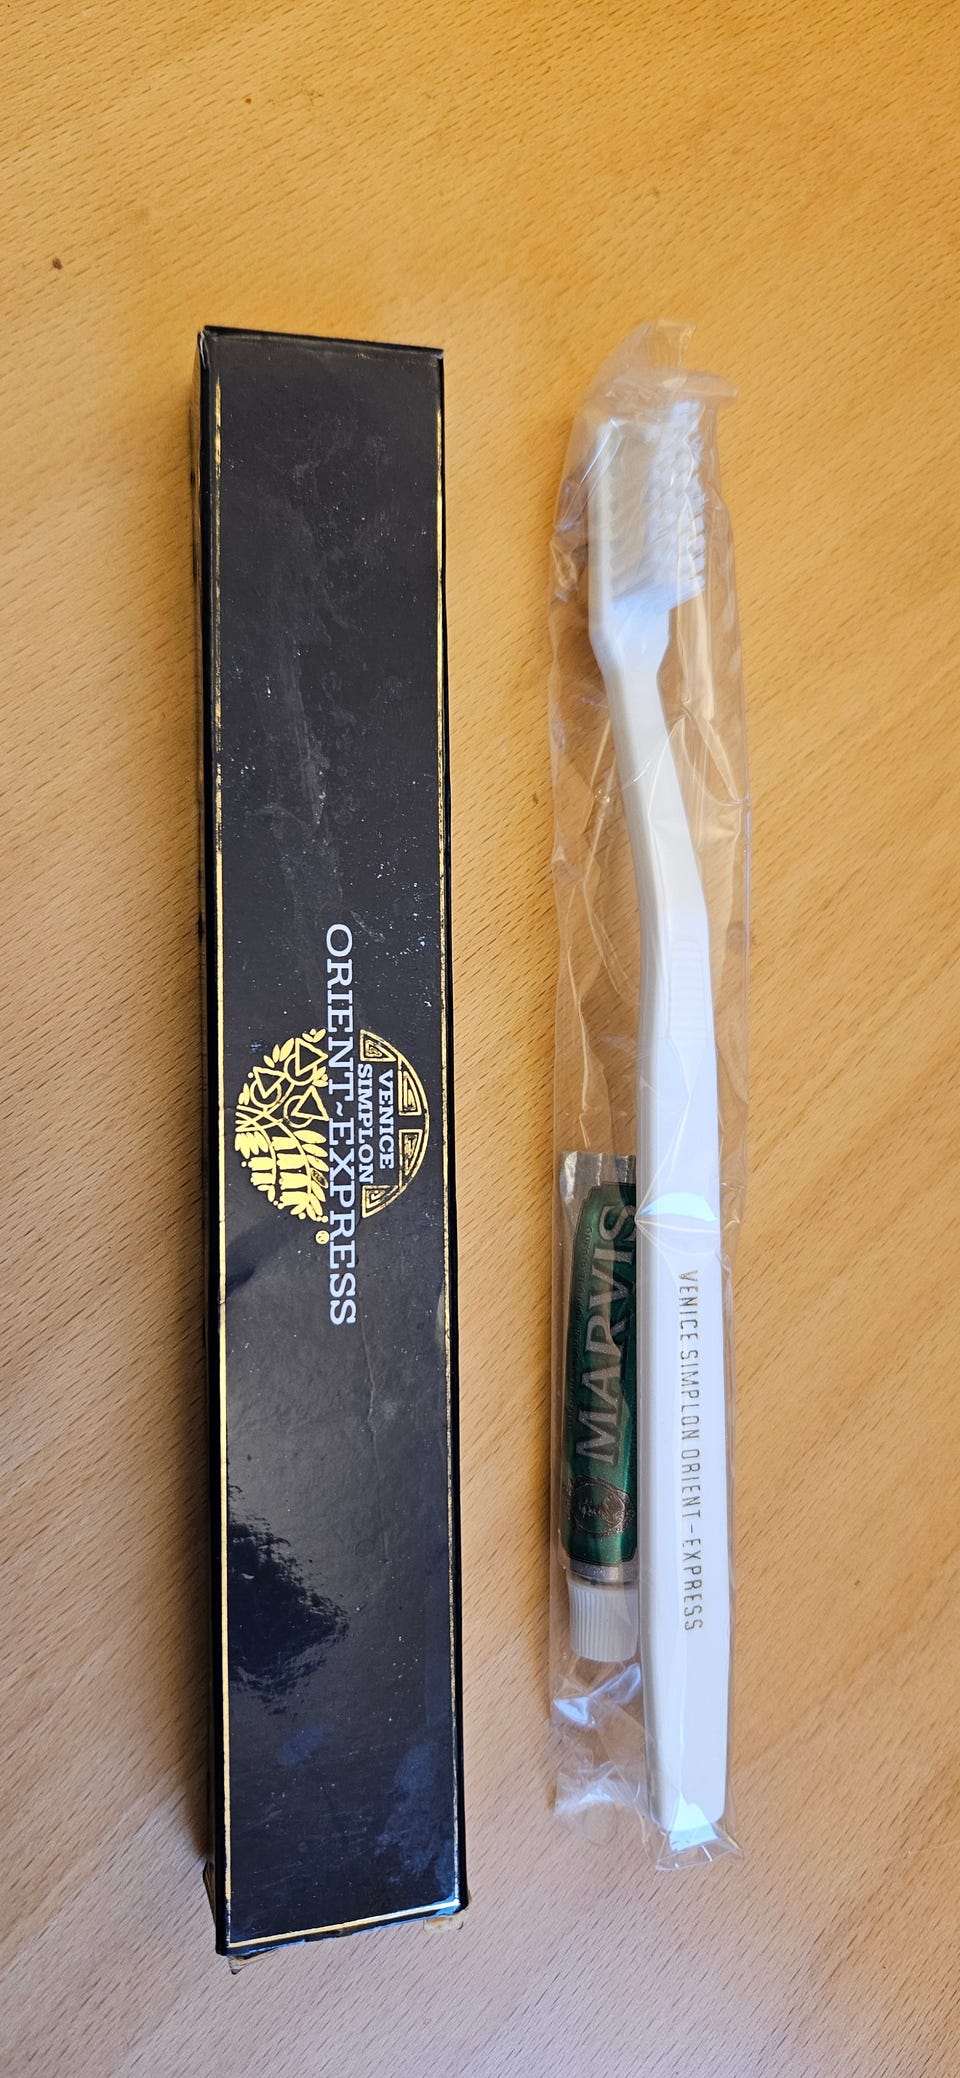 VENICE
SIMPLON
ORIENT~EXPRESS
MARVIS
VENICE SIMPLON ORIENT-EXPRESS